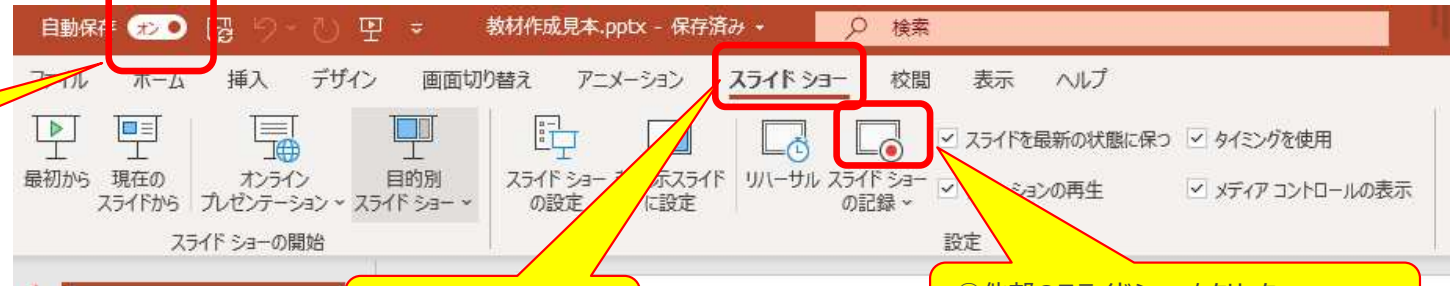 自動保存 オン 教材作成見本.pptx - 保存済み 検索
ファイル ホーム 挿入 デザイン 画面切り替え アニメーション スライド ショー 校閲 表示 ヘルプ
最初から 現在の オンライン 目的別 スライド ショー 示スライド リハーサル スライド ショー スライドを最新の状態に保つ タイミングを使用
スライドから プレゼンテーション スライド ショー の設定 に設定 の記録 ションの再生 メディア コントロールの表示
スライド ショーの開始 設定